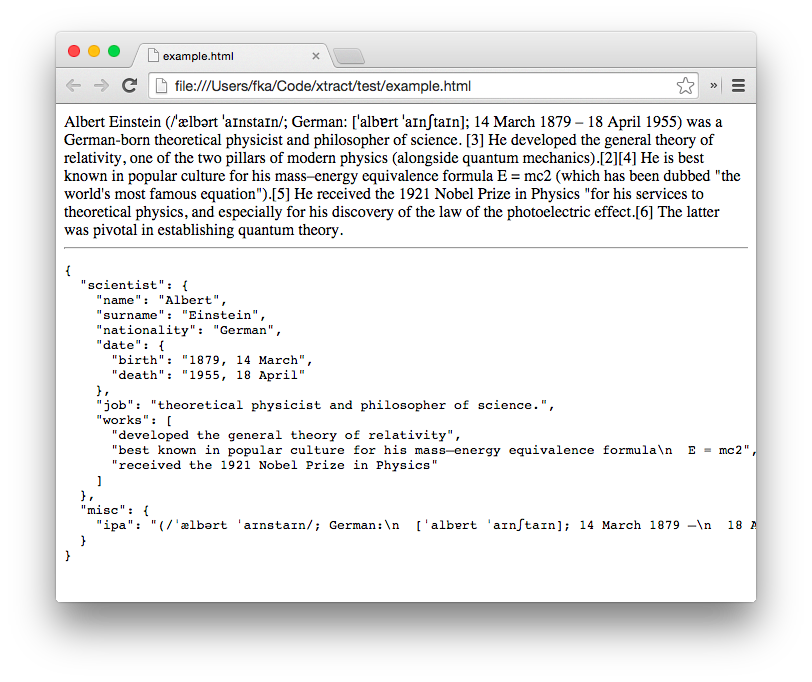 example.html
file:///Users/fka/Code/xtract/test/example.html
Albert Einstein (/ˈælbərt ˈaɪnstaɪn/; German: [ˈalbɐrt ˈaɪnʃtaɪn]; 14 March 1879 – 18 April 1955) was a
German-born theoretical physicist and philosopher of science. [3] He developed the general theory of
relativity, one of the two pillars of modern physics (alongside quantum mechanics).[2][4] He is best
known in popular culture for his mass–energy equivalence formula E = mc2 (which has been dubbed "the
world's most famous equation").[5] He received the 1921 Nobel Prize in Physics "for his services to
theoretical physics, and especially for his discovery of the law of the photoelectric effect.[6] The latter
was pivotal in establishing quantum theory.
{
  "scientist": {
    "name": "Albert",
    "surname": "Einstein",
    "nationality": "German",
    "date": {
      "birth": "1879, 14 March",
      "death": "1955, 18 April"
    },
    "job": "theoretical physicist and philosopher of science.",
    "works": [
      "developed the general theory of relativity",
      "best known in popular culture for his mass–energy equivalence formula\n  E = mc2",
      "received the 1921 Nobel Prize in Physics"
    ]
  },
  "misc": {
    "ipa": "(/ˈælbərt ˈaɪnstaɪn/; German:\n  [ˈalbɐrt ˈaɪnʃtaɪn]; 14 March 1879 –\n  18
  }
}